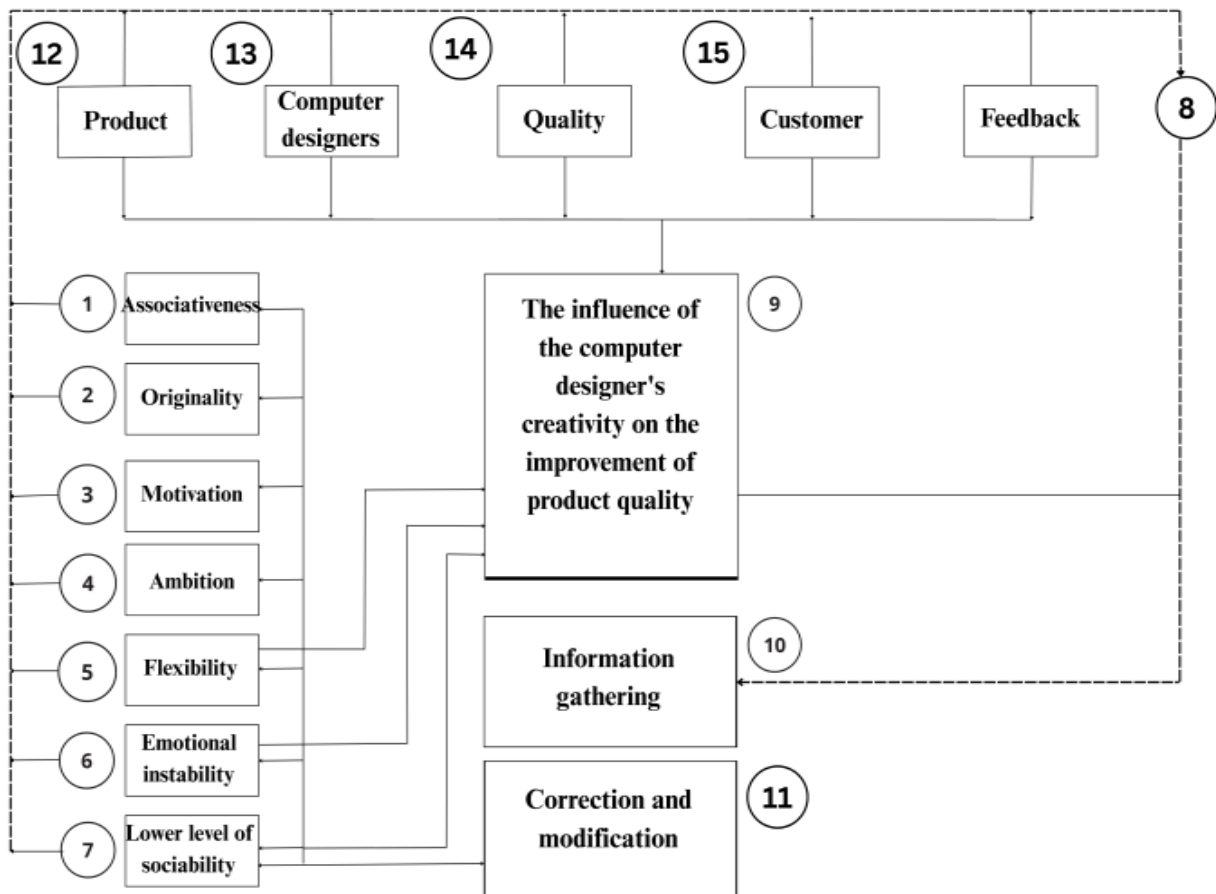 12
13
14
15
Product
Computer
designers
Quality
Customer
Feedback
8
1
Associativeness
2
Originality
3
Motivation
4
Ambition
5
Flexibility
6
Emotional
instability
7
Lower level of
sociability
The influence of
the computer
designer's
creativity on the
improvement of
product quality
9
Information
gathering
10
Correction and
modification
11